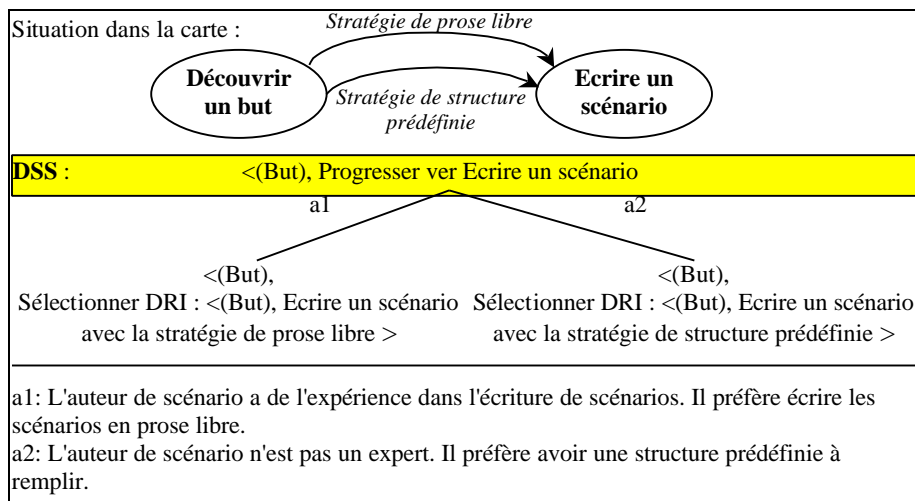 Situation dans la carte :
Stratégie de prose libre
Découvrir
un but
Ecrire un
scénario
Stratégie de structure
prédéfinie
DSS : <(But), Progresser ver Ecrire un scénario
a1 a2
<(But), <(But),
Sélectionner DRI : <(But), Ecrire un scénario Sélectionner DRI : <(But), Ecrire un scénario
avec la stratégie de prose libre > avec la stratégie de structure prédéfinie >
a1: L'auteur de scénario a de l'expérience dans l'écriture de scénarios. Il préfère écrire les
scénarios en prose libre.
a2: L'auteur de scénario n'est pas un expert. Il préfère avoir une structure prédéfinie à
remplir.